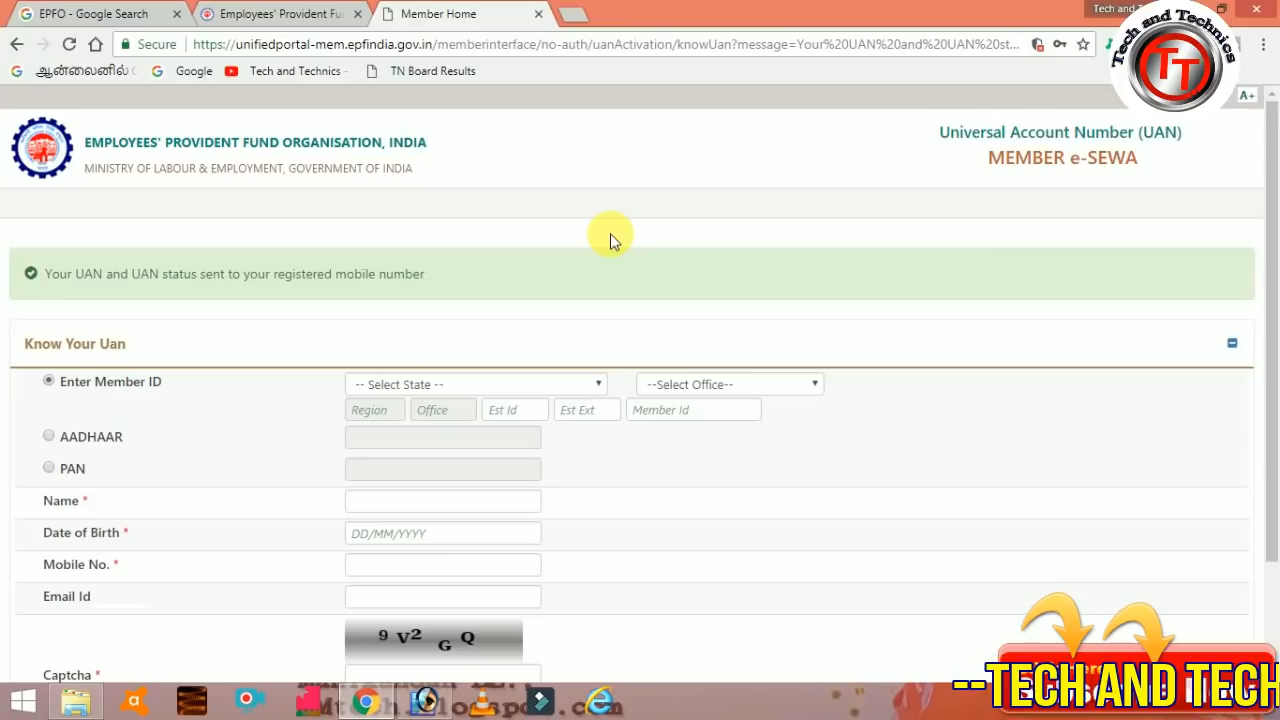 EPFO - Google Search
Employees' Provident Fu
Member Home
Tech and T
Secure
https://unifiedportal-mem.epfindia.gov.in/memberinterface/no-auth/uanActivation/knowUan?message=Your%20UAN%20and%20UAN%20st...
ஆன்லைனில்
Google
Tech and Technics -
TN Board Results
Tech and Technics
TT
A+
EMPLOYEES' PROVIDENT FUND ORGANISATION, INDIA
MINISTRY OF LABOUR & EMPLOYMENT, GOVERNMENT OF INDIA
Universal Account Number (UAN)
MEMBER e-SEWA
Your UAN and UAN status sent to your registered mobile number
Know Your Uan
Enter Member ID
-- Select State --
--Select Office--
Region
Office
Est Id
Est Ext
Member Id
AADHAAR
PAN
Name *
Date of Birth *
DD/MM/YYYY
Mobile No. *
Email Id
9 V2 G Q
Captcha *
--TECH AND TECH